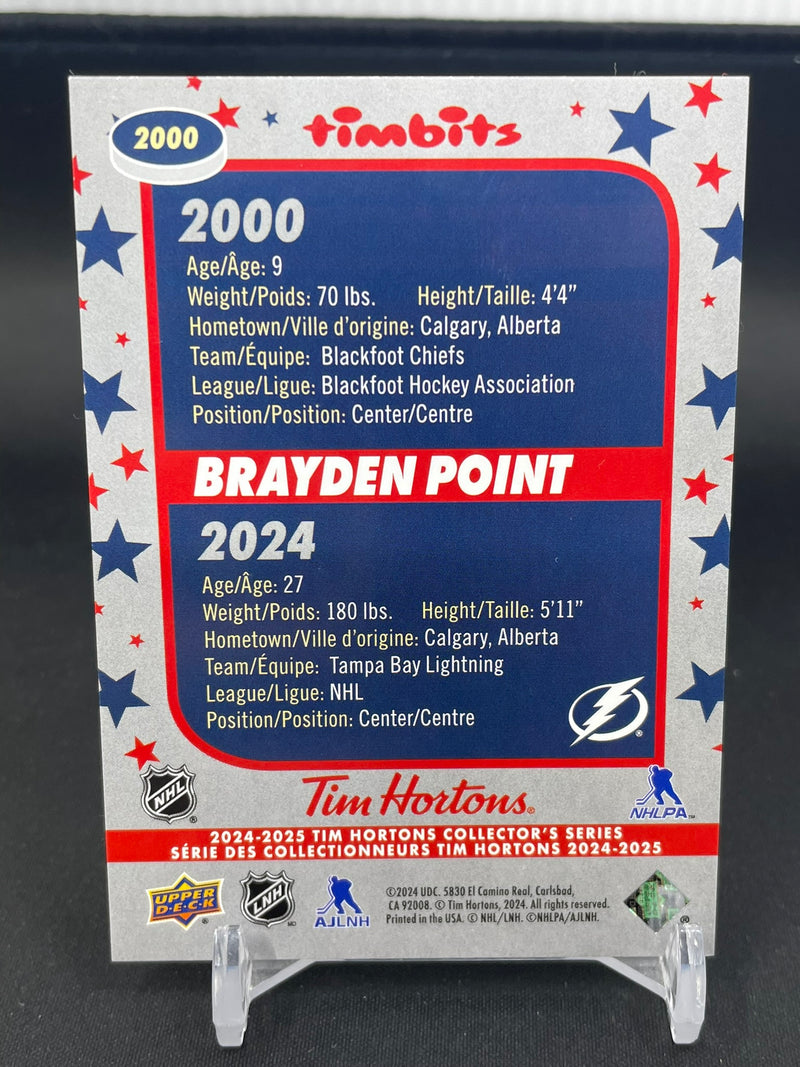 2000
timbits
2000
Age/Âge: 9
Weight/Poids: 70 lbs. Height/Taille: 4'4"
Hometown/Ville d'origine: Calgary, Alberta
Team/Équipe: Blackfoot Chiefs
League/Ligue: Blackfoot Hockey Association
Position/Position: Center/Centre
BRAYDEN POINT
2024
Age/Âge: 27
Weight/Poids: 180 lbs. Height/Taille: 5'11"
Hometown/Ville d'origine: Calgary, Alberta
Team/Équipe: Tampa Bay Lightning
League/Ligue: NHL
Position/Position: Center/Centre
®
NHL ®
Tim Hortons®
NHLPA™
2024-2025 TIM HORTONS COLLECTOR'S SERIES
SÉRIE DES COLLECTIONNEURS TIM HORTONS 2024-2025
UPPER
D·E·C·K ®
LNH MD
AJLNH
©2024 UDC. 5830 El Camino Real, Carlsbad,
CA 92008. © Tim Hortons, 2024. All rights reserved.
Printed in the USA. © NHL/LNH. ©NHLPA/AJLNH.
®